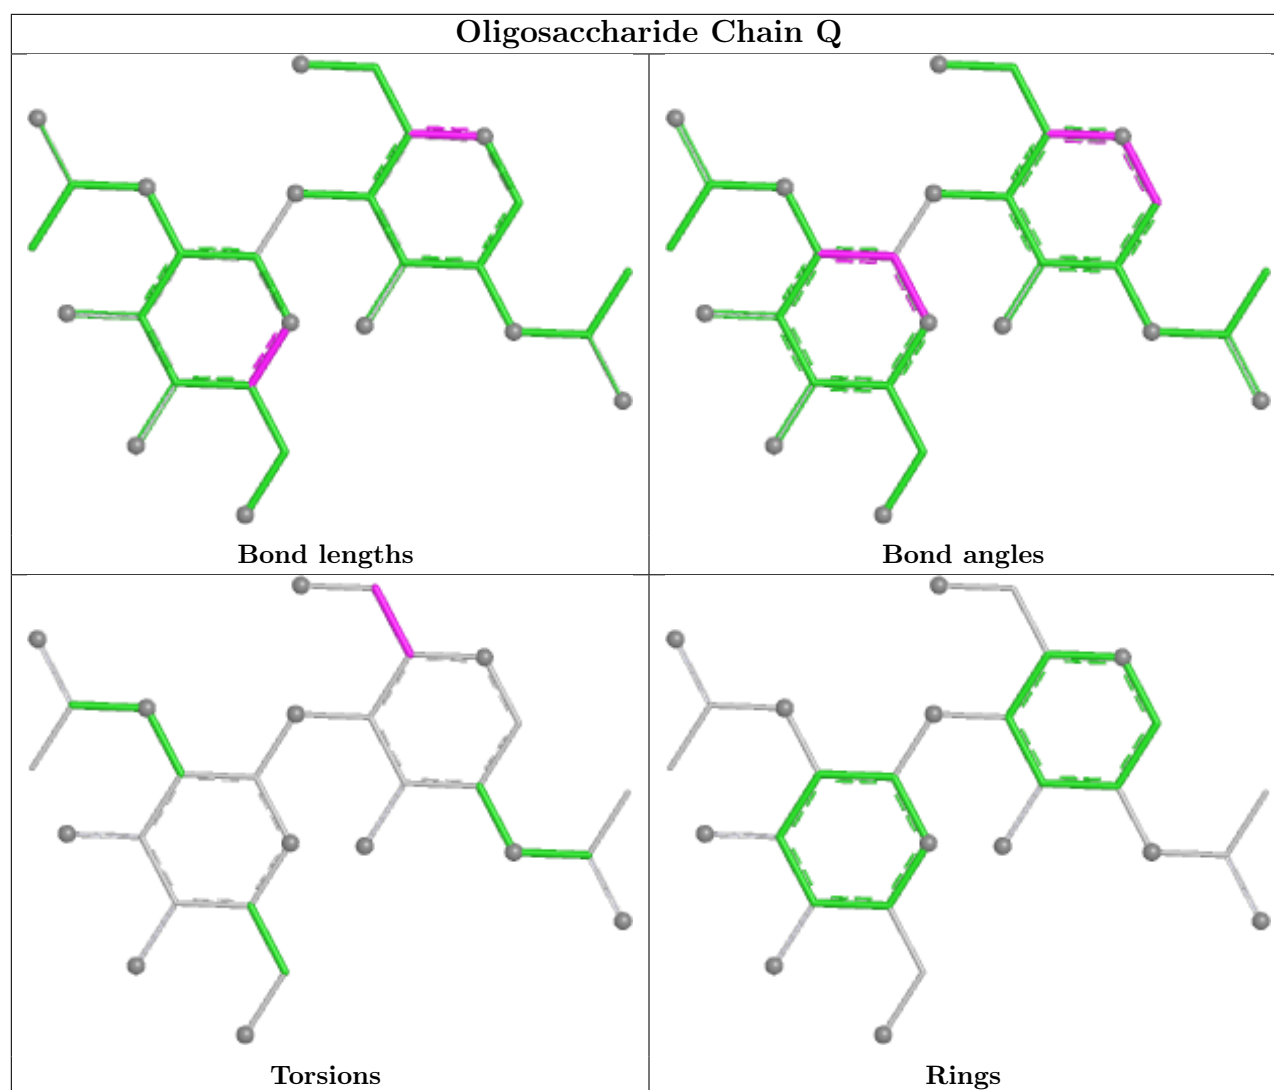 Oligosaccharide Chain Q
Bond lengths
Bond angles
Torsions
Rings